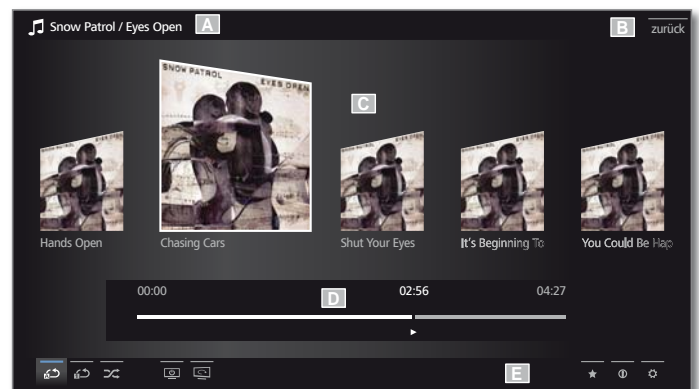 Snow Patrol / Eyes Open A
B zurück
SNOW PATROL EYES OPEN
C
Hands Open
Chasing Cars
Shut Your Eyes
It's Beginning To
You Could Be Hap
00:00 D 02:56 04:27
E